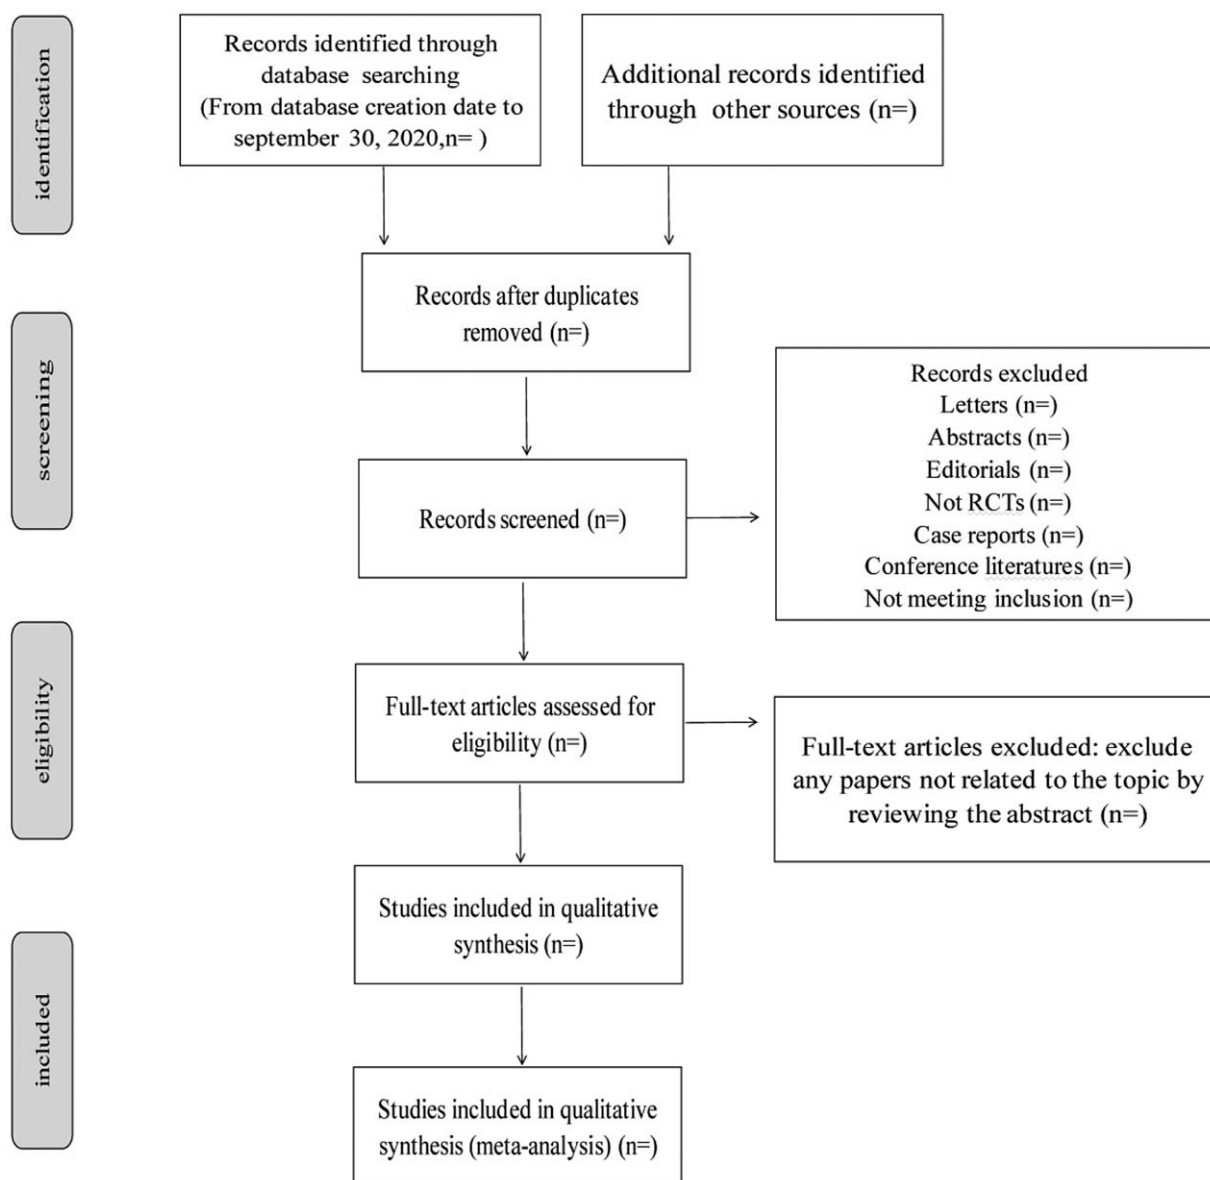 identification
Records identified through
database searching
(From database creation date to
september 30, 2020,n= )
Additional records identified
through other sources (n=)
Records after duplicates
removed (n=)
screening
Records screened (n=)
Records excluded
Letters (n=)
Abstracts (n=)
Editorials (n=)
Not RCTs (n=)
Case reports (n=)
Conference literatures (n=)
Not meeting inclusion (n=)
eligibility
Full-text articles assessed for
eligibility (n=)
Full-text articles excluded: exclude
any papers not related to the topic by
reviewing the abstract (n=)
Studies included in qualitative
synthesis (n=)
included
Studies included in qualitative
synthesis (meta-analysis) (n=)